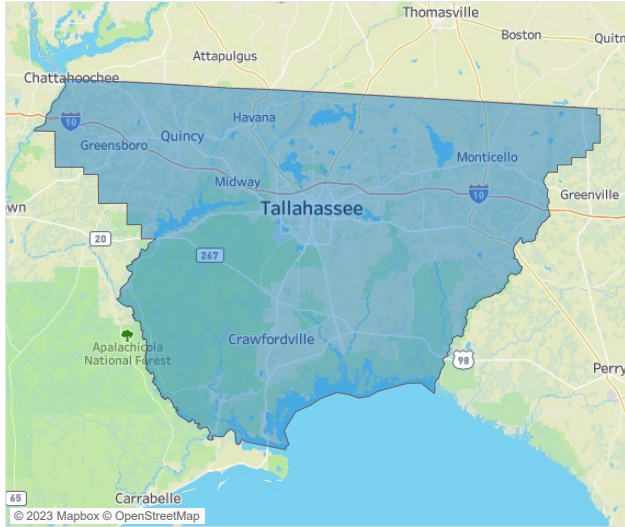 Thomasville
Boston
Quitm
Attapulgus
Chattahoochee
Havana
10
Quincy
Greensboro
Monticello
Midway
10
Greenville
Tallahassee
own
20
267
Crawfordville
Apalachicola
National Forest
98
Perry
65
Carrabelle
© 2023 Mapbox © OpenStreetMap